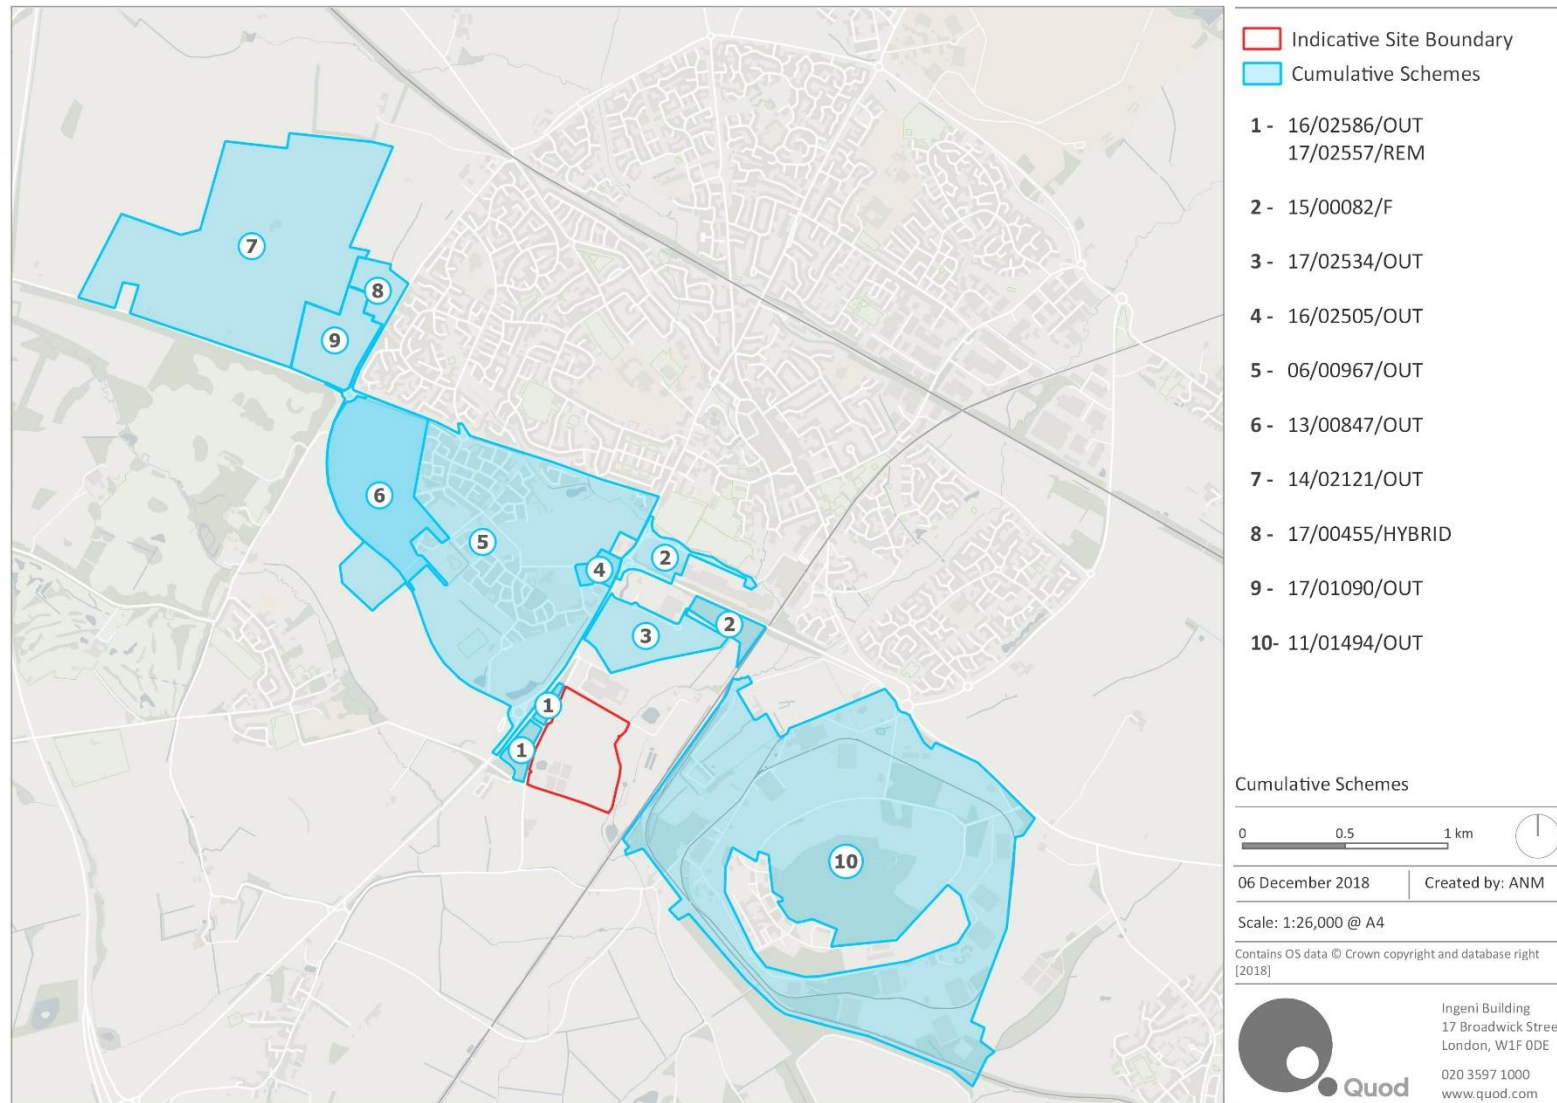 Indicative Site Boundary
Cumulative Schemes
1 - 16/02586/OUT
17/02557/REM
2 - 15/00082/F
3 - 17/02534/OUT
4 - 16/02505/OUT
5 - 06/00967/OUT
6 - 13/00847/OUT
7 - 14/02121/OUT
8 - 17/00455/HYBRID
9 - 17/01090/OUT
10- 11/01494/OUT
7
8
9
6
5
4
2
2
3
1
1
10
Cumulative Schemes
0 0.5 1 km
06 December 2018 Created by: ANM
Scale: 1:26,000 @ A4
Contains OS data © Crown copyright and database right
[2018]
Quod
Ingeni Building
17 Broadwick Stree
London, W1F 0DE
020 3597 1000
www.quod.com